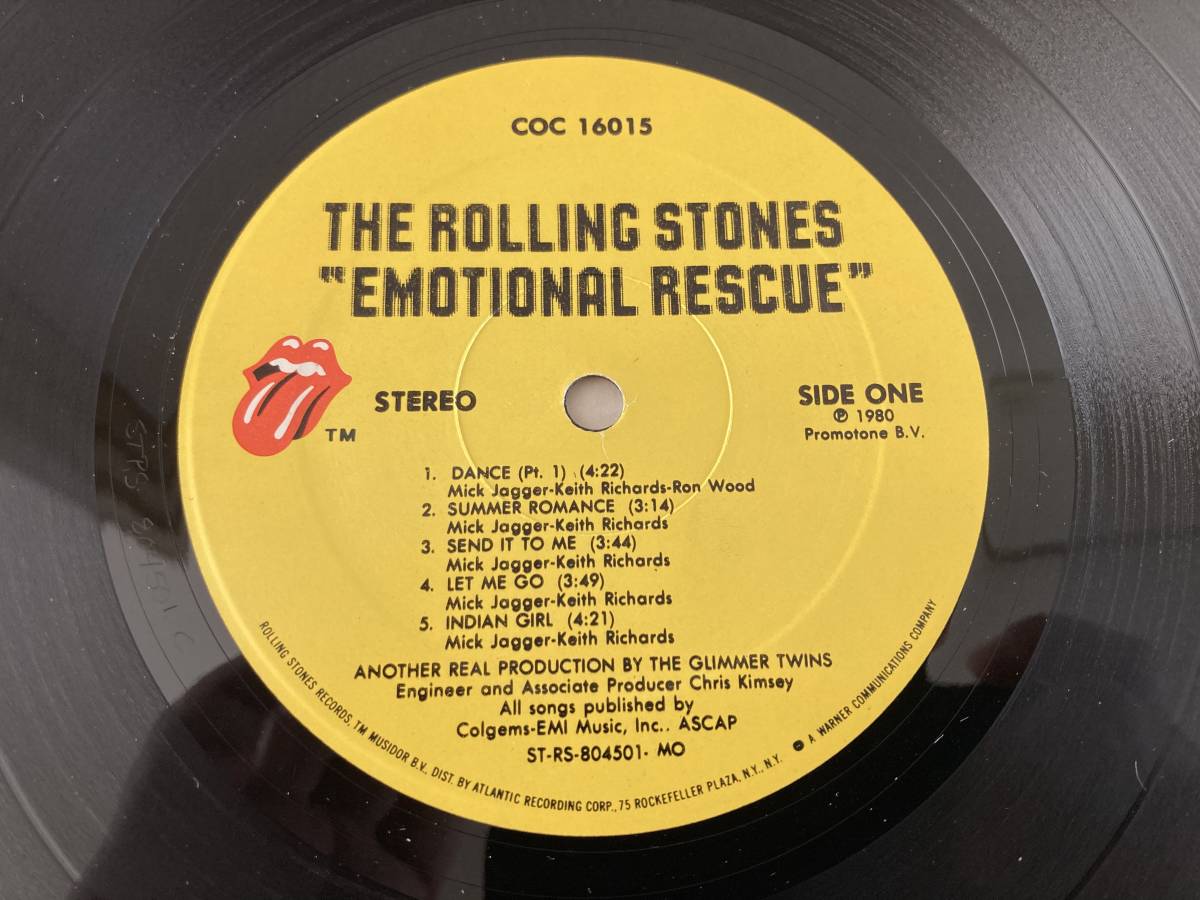 COC 16015
THE ROLLING STONES
"EMOTIONAL RESCUE"
STEREO
TM
SIDE ONE
℗ 1980
Promotone B.V.
1. DANCE (Pt. 1) (4:22)
Mick Jagger-Keith Richards-Ron Wood
2. SUMMER ROMANCE (3:14)
Mick Jagger-Keith Richards
3. SEND IT TO ME (3:44)
Mick Jagger-Keith Richards
4. LET ME GO (3:49)
Mick Jagger-Keith Richards
5. INDIAN GIRL (4:21)
Mick Jagger-Keith Richards
ANOTHER REAL PRODUCTION BY THE GLIMMER TWINS
Engineer and Associate Producer Chris Kimsey
All songs published by
Colgems-EMI Music, Inc.. ASCAP
ST-RS-804501- MO
ROLLING STONES RECORDS, TM MUSIDOR B.V., DIST. BY ATLANTIC RECORDING CORP., 75 ROCKEFELLER PLAZA, N.Y., N.Y. A WARNER COMMUNICATIONS COMPANY